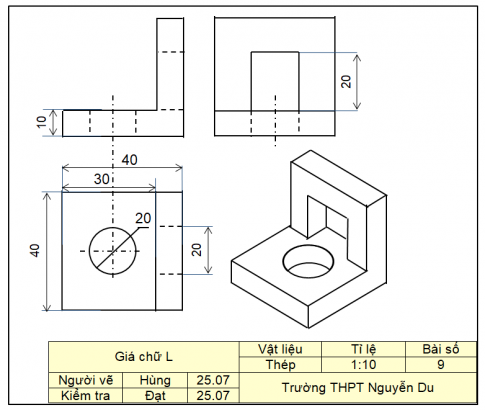 20
10
40
30
20
40
20
Giá chữ L
Vật liệu Tỉ lệ Bài số
Thép 1:10 9
Người vẽ Hùng 25.07
Kiểm tra Đạt 25.07
Trường THPT Nguyễn Du